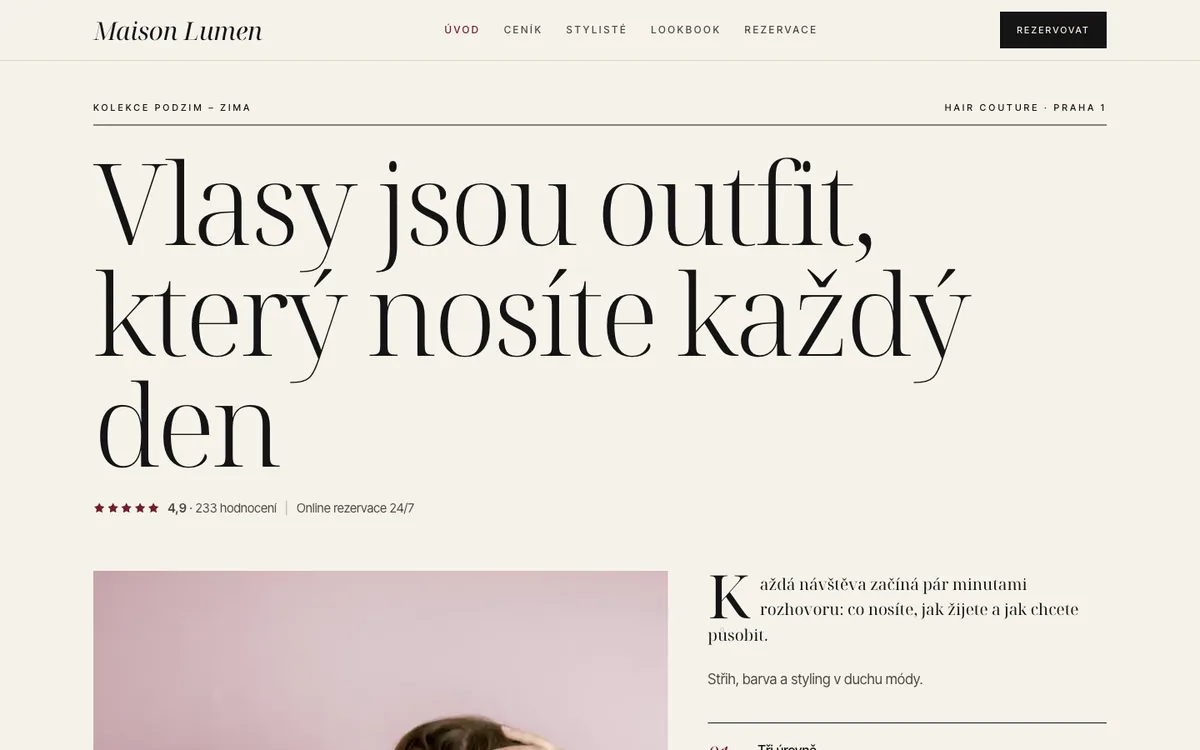 Maison Lumen
ÚVOD CENÍK STYLISTÉ LOOKBOOK REZERVACE
REZERVOVAT
KOLEKCE PODZIM – ZIMA
HAIR COUTURE · PRAHA 1
Vlasy jsou outfit,
který nosíte každý
den
4,9 · 233 hodnocení | Online rezervace 24/7
Každá návštěva začíná pár minutami
rozhovoru: co nosíte, jak žijete a jak chcete
působit.
Střih, barva a styling v duchu módy.
Tři úrovně